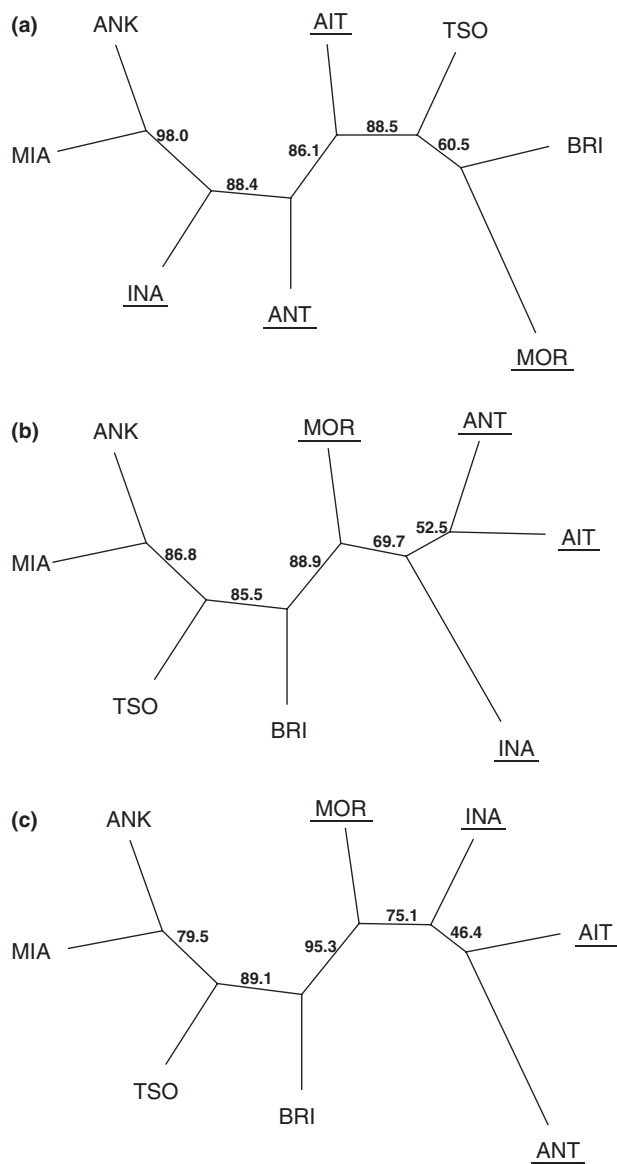 (a)
ANK
AIT
TSO
98.0
88.5
MIA
86.1
60.5
BRI
88.4
INA
ANT
MOR
(b)
ANK
MOR
ANT
52.5
MIA
86.8
88.9
69.7
AIT
85.5
TSO
BRI
INA
(c)
ANK
MOR
INA
75.1
46.4
MIA
79.5
95.3
AIT
89.1
TSO
BRI
ANT